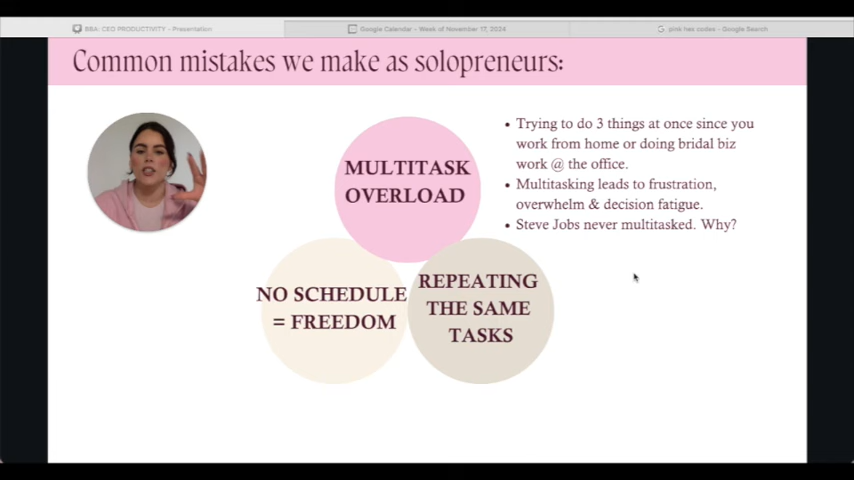 BBA: CEO PRODUCTIVITY - Presentation
Google Calendar - Week of November 17, 2024
pink hex codes - Google Search
Common mistakes we make as solopreneurs:
MULTITASK
OVERLOAD
• Trying to do 3 things at once since you
work from home or doing bridal biz
work @ the office.
• Multitasking leads to frustration,
overwhelm & decision fatigue.
• Steve Jobs never multitasked. Why?
NO SCHEDULE
= FREEDOM
REPEATING
THE SAME
TASKS